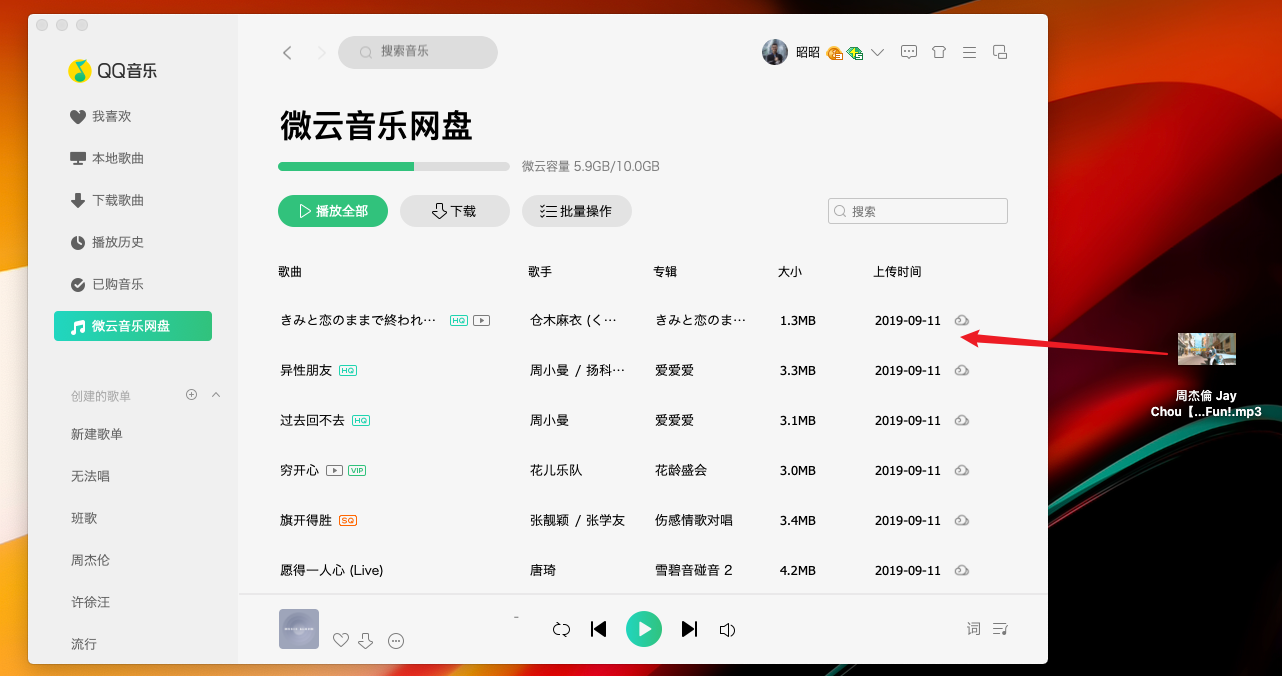 QQ音乐
搜索音乐
昭昭
我喜欢
本地歌曲
下载歌曲
播放历史
已购音乐
微云音乐网盘
创建的歌单
新建歌单
无法唱
班歌
周杰伦
许徐汪
流行
微云音乐网盘
微云容量 5.9GB/10.0GB
播放全部
下载
批量操作
搜索
歌曲 歌手 专辑 大小 上传时间
きみと恋のままで終われ… HQ 仓木麻衣 (く… きみと恋のま… 1.3MB 2019-09-11
异性朋友 HQ 周小曼 / 扬科… 爱爱爱 3.3MB 2019-09-11
过去回不去 HQ 周小曼 爱爱爱 3.1MB 2019-09-11
穷开心 VIP 花儿乐队 花龄盛会 3.0MB 2019-09-11
旗开得胜 SQ 张靓颖 / 张学友 伤感情歌对唱 3.4MB 2019-09-11
愿得一人心 (Live) 唐琦 雪碧音碰音 2 4.2MB 2019-09-11
-
词
周杰倫 Jay
Chou【...Fun!.mp3